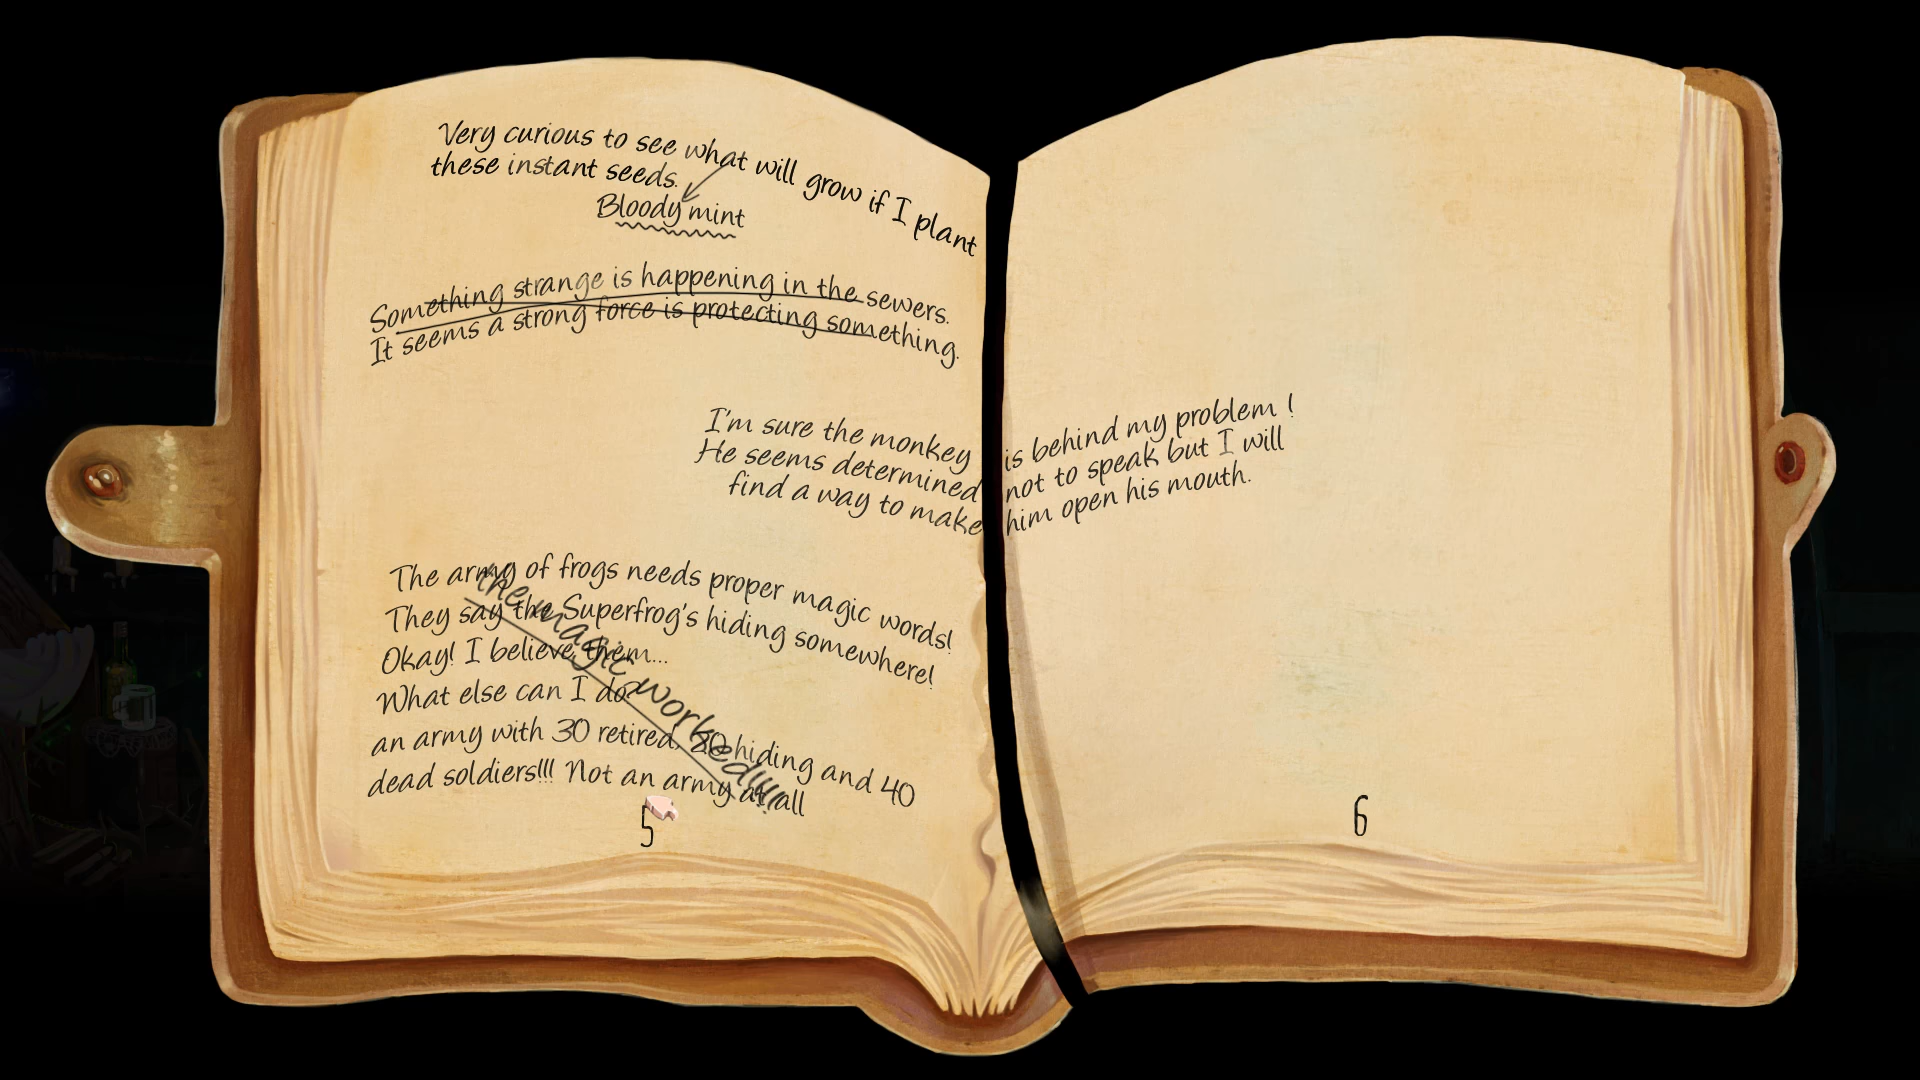 Very curious to see what will grow if I plant
these instant seeds.
Bloody mint
Something strange is happening in the sewers.
It seems a strong force is protecting something.
I'm sure the monkey is behind my problem !
He seems determined not to speak but I will
find a way to make him open his mouth.
The army of frogs needs proper magic words!
They say the Superfrog's hiding somewhere!
Okay! I believe them...
What else can I do?
an army with 30 retired, hiding and 40
dead soldiers!!! Not an army at all
the magic worked!!!
5
6